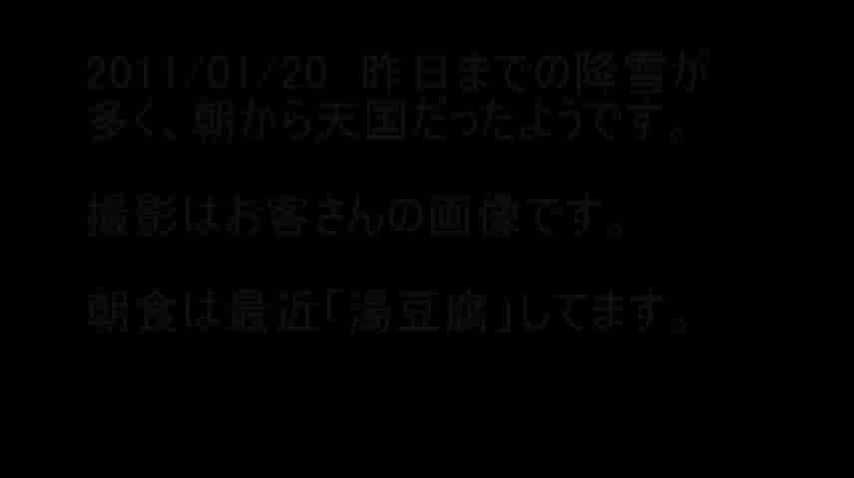 2011/01/20　昨日までの降雪が
多く、朝から天国だったようです。
撮影はお客さんの画像です。
朝食は最近「湯豆腐」してます。